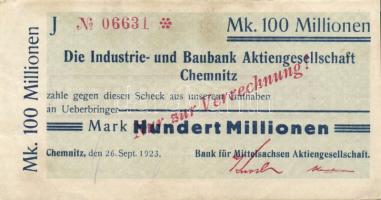 Mk. 100 Millionen
J № 06631 ✻ Mk. 100 Millionen
Die Industrie- und Baubank Aktiengesellschaft
Chemnitz
zahle gegen diesen Scheck aus unserem Guthaben
an Ueberbringer
Nur zur Verrechnung!
Mark Hundert Millionen
Chemnitz, den 26. Sept. 1923. Bank für Mittelsachsen Aktiengesellschaft.